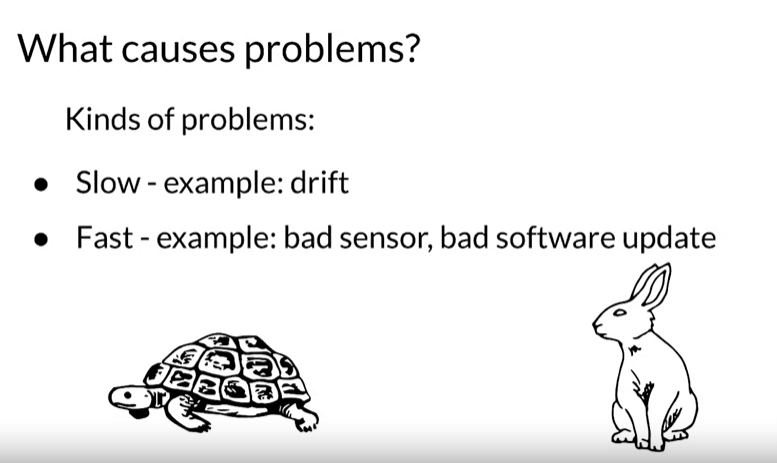 What causes problems?
Kinds of problems:
● Slow - example: drift
● Fast - example: bad sensor, bad software update